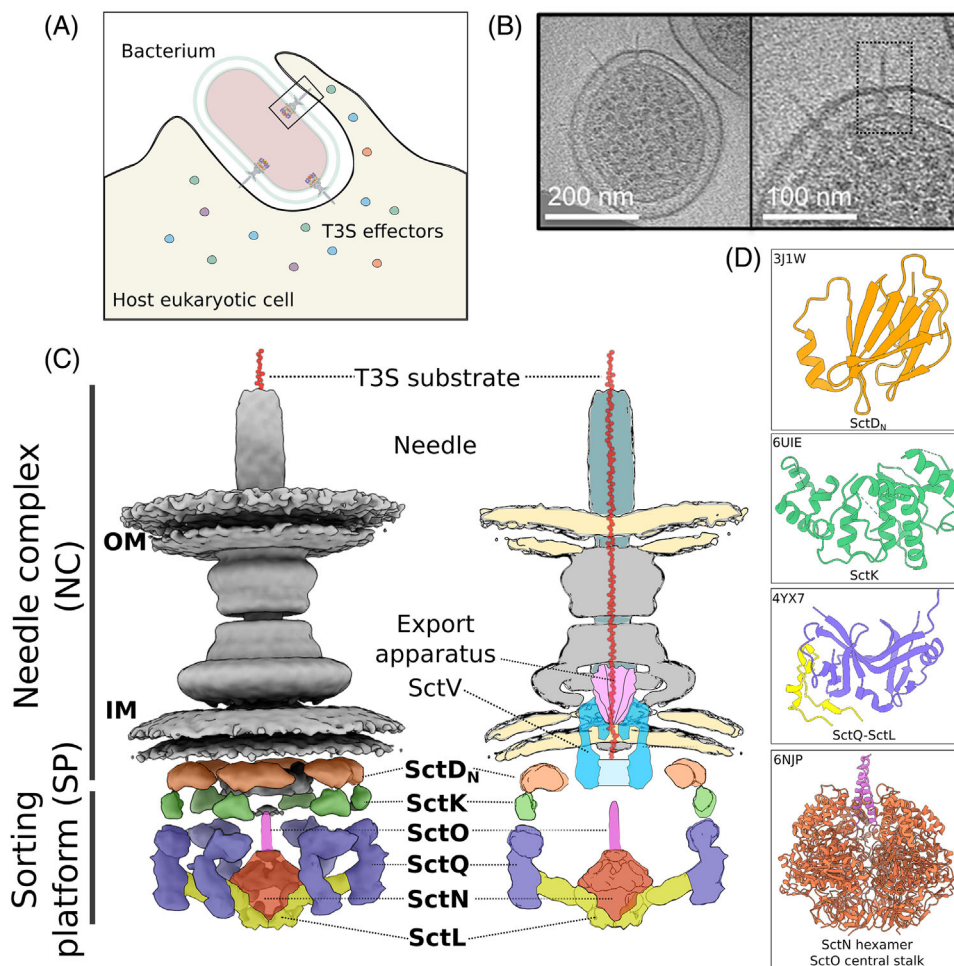 (A)
Bacterium
T3S effectors
Host eukaryotic cell
(B)
200 nm
100 nm
(C)
T3S substrate
Needle
OM
Export
apparatus
SctV
IM
SctD_N
SctK
SctO
SctQ
SctN
SctL
Needle complex
(NC)
Sorting
platform (SP)
(D)
3J1W
SctD_N
6UIE
SctK
4YX7
SctQ-SctL
6NJP
SctN hexamer
SctO central stalk